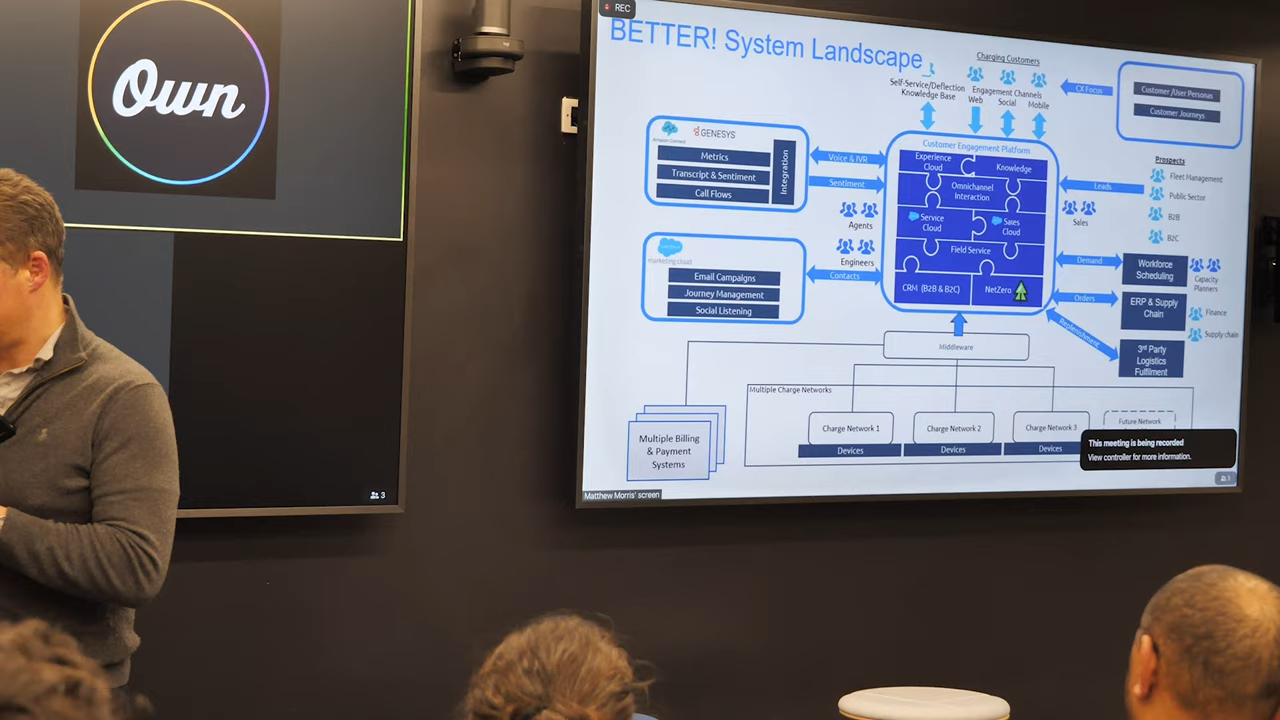 Own
3
REC
BETTER! System Landscape
Charging Customers
Self-Service/Deflection
Knowledge Base
Engagement Channels
Web
Social
Mobile
CX Focus
Customer /User Personas
Customer Journeys
Amazon Connect
GENESYS
Metrics
Transcript & Sentiment
Call Flows
Integration
Voice & IVR
Sentiment
Agents
Engineers
Contacts
marketing cloud
Email Campaigns
Journey Management
Social Listening
Customer Engagement Platform
Experience
Cloud
Knowledge
Omnichannel
Interaction
Service
Cloud
Sales
Cloud
Field Service
CRM (B2B & B2C)
NetZero
Leads
Sales
Prospects
Fleet Management
Public Sector
B2B
B2C
Demand
Workforce
Scheduling
Capacity
Planners
Orders
ERP & Supply
Chain
Finance
Supply chain
Replenishment
3rd Party
Logistics
Fulfilment
Middleware
Multiple Charge Networks
Multiple Billing
& Payment
Systems
Charge Network 1
Devices
Charge Network 2
Devices
Charge Network 3
Devices
Future Network
This meeting is being recorded
View controller for more information.
Matthew Morris' screen